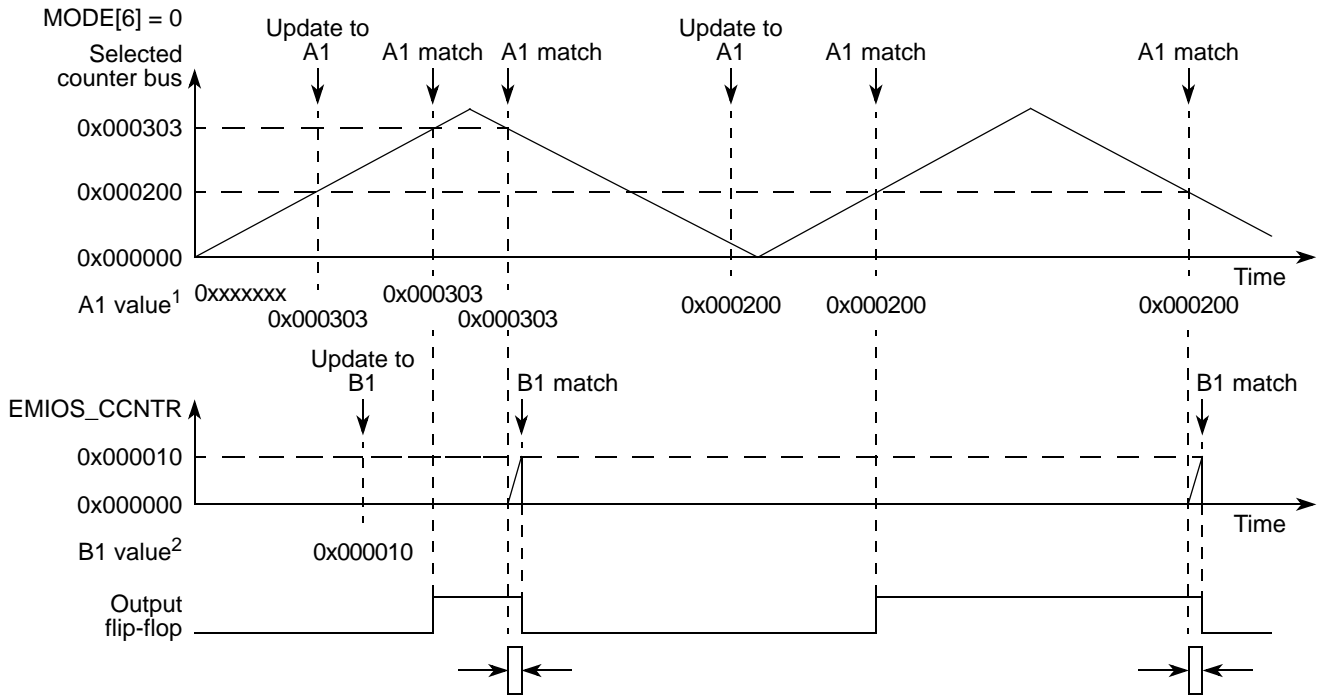 MODE[6] = 0
Update to
A1
A1 match
A1 match
Update to
A1
A1 match
A1 match
Selected
counter bus
0x000303
0x000200
0x000000
Time
A1 value1
0xxxxxxx
0x000303
0x000303
0x000303
0x000200
0x000200
0x000200
Update to
B1
B1 match
B1 match
EMIOS_CCNTR
0x000010
0x000000
Time
B1 value2
0x000010
Output
flip-flop